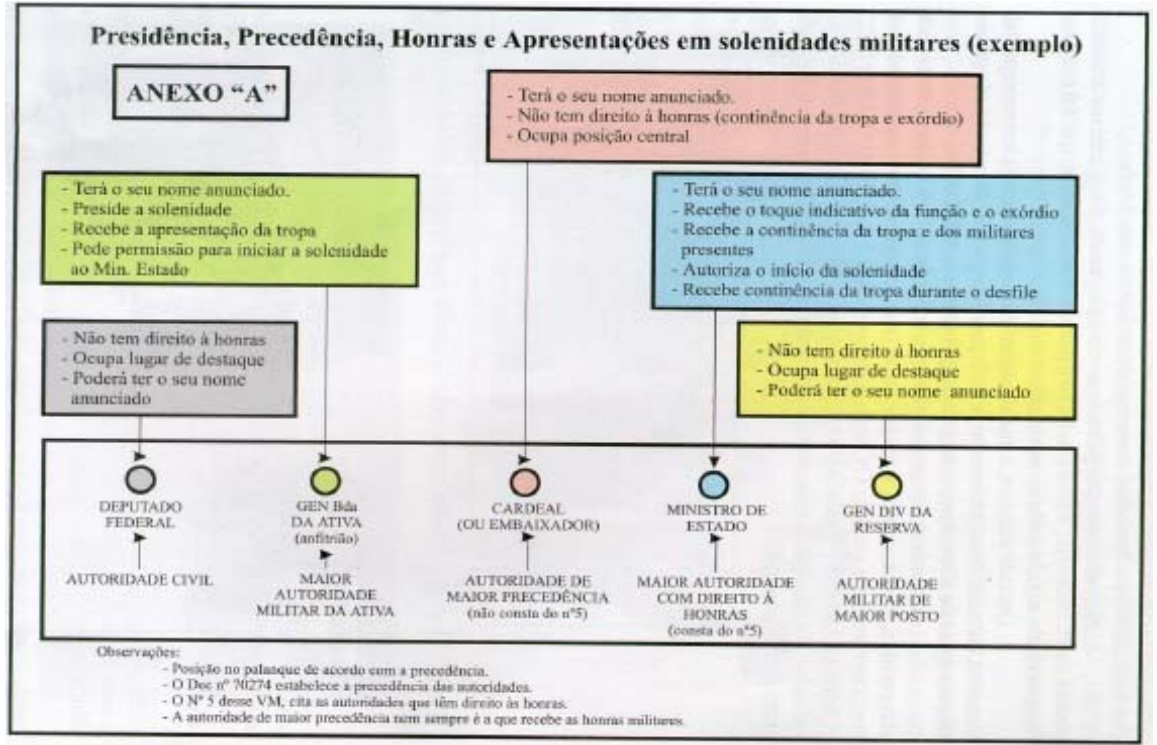 Presidência, Precedência, Honras e Apresentações em solenidades militares (exemplo)
ANEXO “A”
- Terá o seu nome anunciado.
- Não tem direito à honras (continência da tropa e exórdio)
- Ocupa posição central
- Terá o seu nome anunciado.
- Preside a solenidade
- Recebe a apresentação da tropa
- Pede permissão para iniciar a solenidade
ao Min. Estado
- Terá o seu nome anunciado.
- Recebe o toque indicativo da função e o exórdio
- Recebe a continência da tropa e dos militares
presentes
- Autoriza o início da solenidade
- Recebe continência da tropa durante o desfile
- Não tem direito à honras
- Ocupa lugar de destaque
- Poderá ter o seu nome
anunciado
- Não tem direito à honras
- Ocupa lugar de destaque
- Poderá ter o seu nome anunciado
DEPUTADO
FEDERAL
GEN Bda
DA ATIVA
(anfitrião)
CARDEAL
(OU EMBAIXADOR)
MINISTRO DE
ESTADO
GEN DIV DA
RESERVA
AUTORIDADE CIVIL
MAIOR
AUTORIDADE
MILITAR DA ATIVA
AUTORIDADE DE
MAIOR PRECEDÊNCIA
(não consta do nº5)
MAIOR AUTORIDADE
COM DIREITO À
HONRAS
(consta do nº5)
AUTORIDADE
MILITAR DE
MAIOR POSTO
Observações:
- Posição no palanque de acordo com a precedência.
- O Dec nº 70274 estabelece a precedência das autoridades.
- O Nº 5 desse VM, cita as autoridades que têm direito às honras.
- A autoridade de maior precedência nem sempre é a que recebe as honras militares.